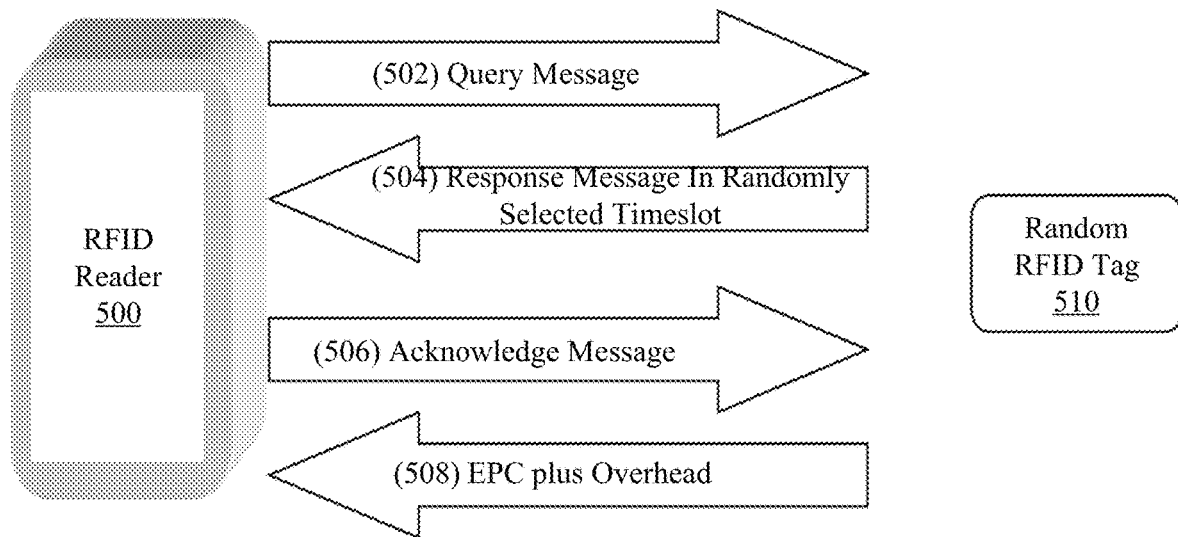 (502) Query Message
(504) Response Message In Randomly
Selected Timeslot
RFID
Reader
500
Random
RFID Tag
510
(506) Acknowledge Message
(508) EPC plus Overhead